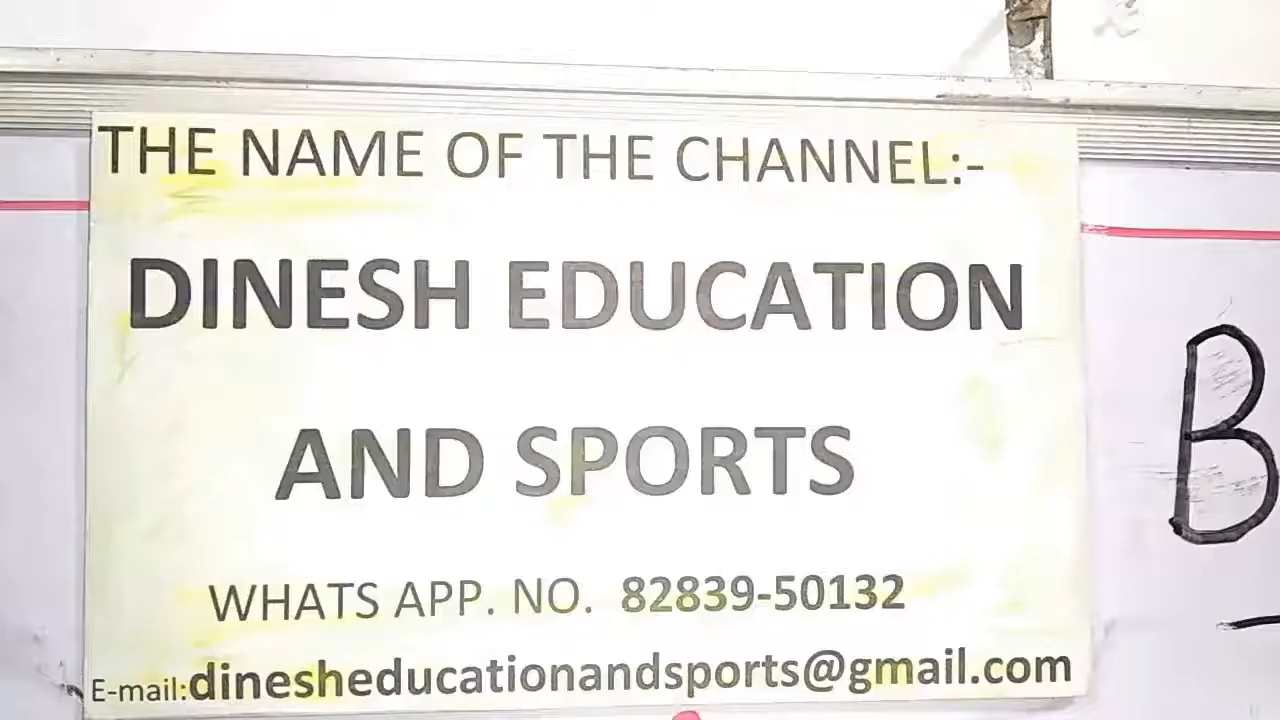 THE NAME OF THE CHANNEL:-
DINESH EDUCATION
AND SPORTS
WHATS APP. NO. 82839-50132
E-mail:dinesheducationandsports@gmail.com
B